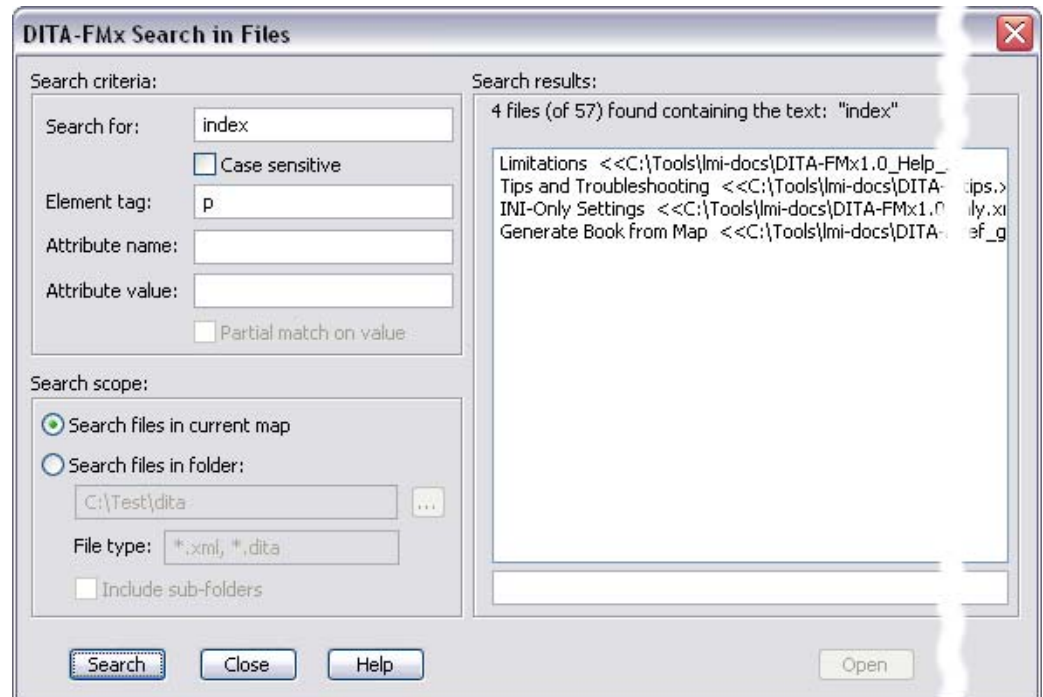 DITA-FMx Search in Files
Search criteria:
Search for:
index
Case sensitive
Element tag:
p
Attribute name:
Attribute value:
Partial match on value
Search scope:
Search files in current map
Search files in folder:
C:\Test\dita
...
File type:
*.xml, *.dita
Include sub-folders
Search
Close
Help
Search results:
4 files (of 57) found containing the text: "index"
Limitations <<C:\Tools\lmi-docs\DITA-FMx1.0_Help_
Tips and Troubleshooting <<C:\Tools\lmi-docs\DITA- tips.x
INI-Only Settings <<C:\Tools\lmi-docs\DITA-FMx1.0 ly.xr
Generate Book from Map <<C:\Tools\lmi-docs\DITA- ef_g
Open